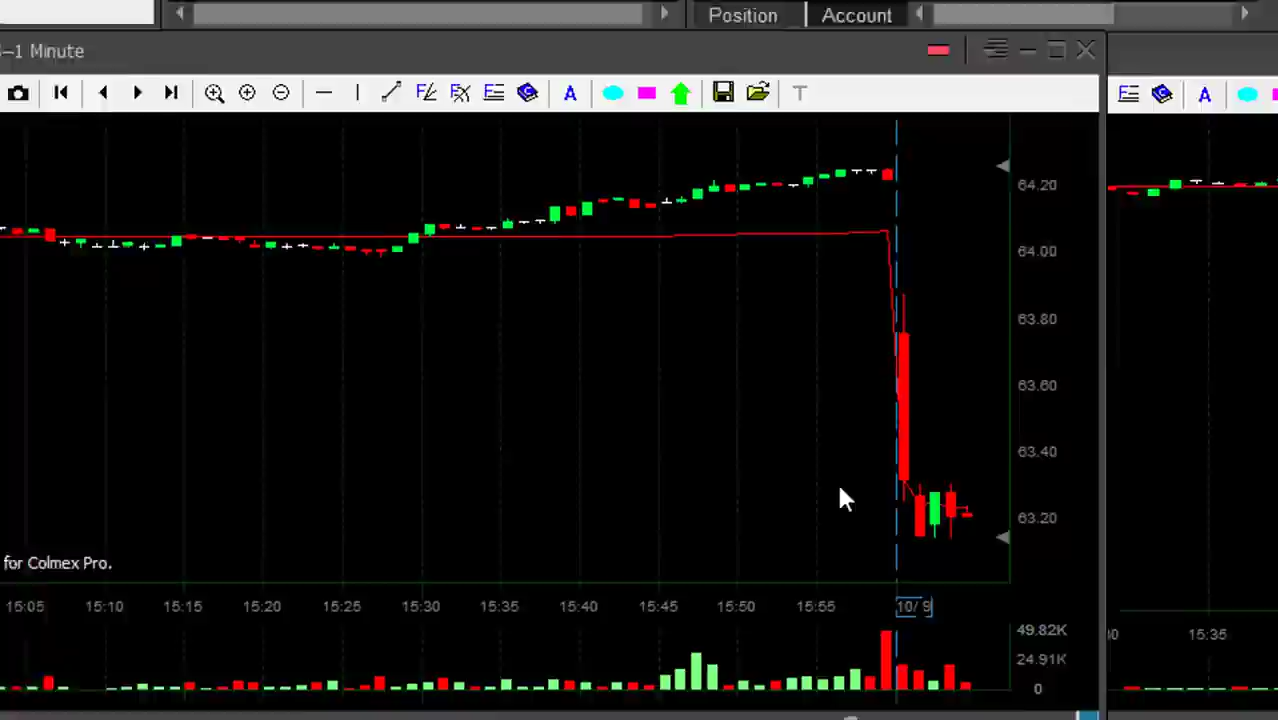 Position Account
1 Minute
A
T
A
64.20
64.00
63.80
63.60
63.40
63.20
for Colmex Pro.
15:05 15:10 15:15 15:20 15:25 15:30 15:35 15:40 15:45 15:50 15:55 10/ 9
15:35
49.82K
24.91K
0